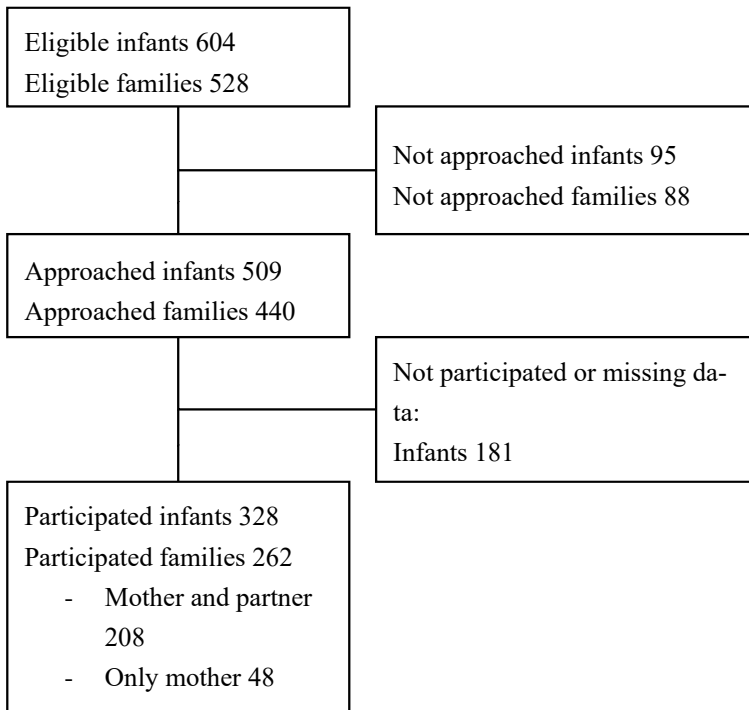 Eligible infants 604
Eligible families 528
Not approached infants 95
Not approached families 88
Approached infants 509
Approached families 440
Not participated or missing da-
ta:
Infants 181
Participated infants 328
Participated families 262
- Mother and partner
208
- Only mother 48